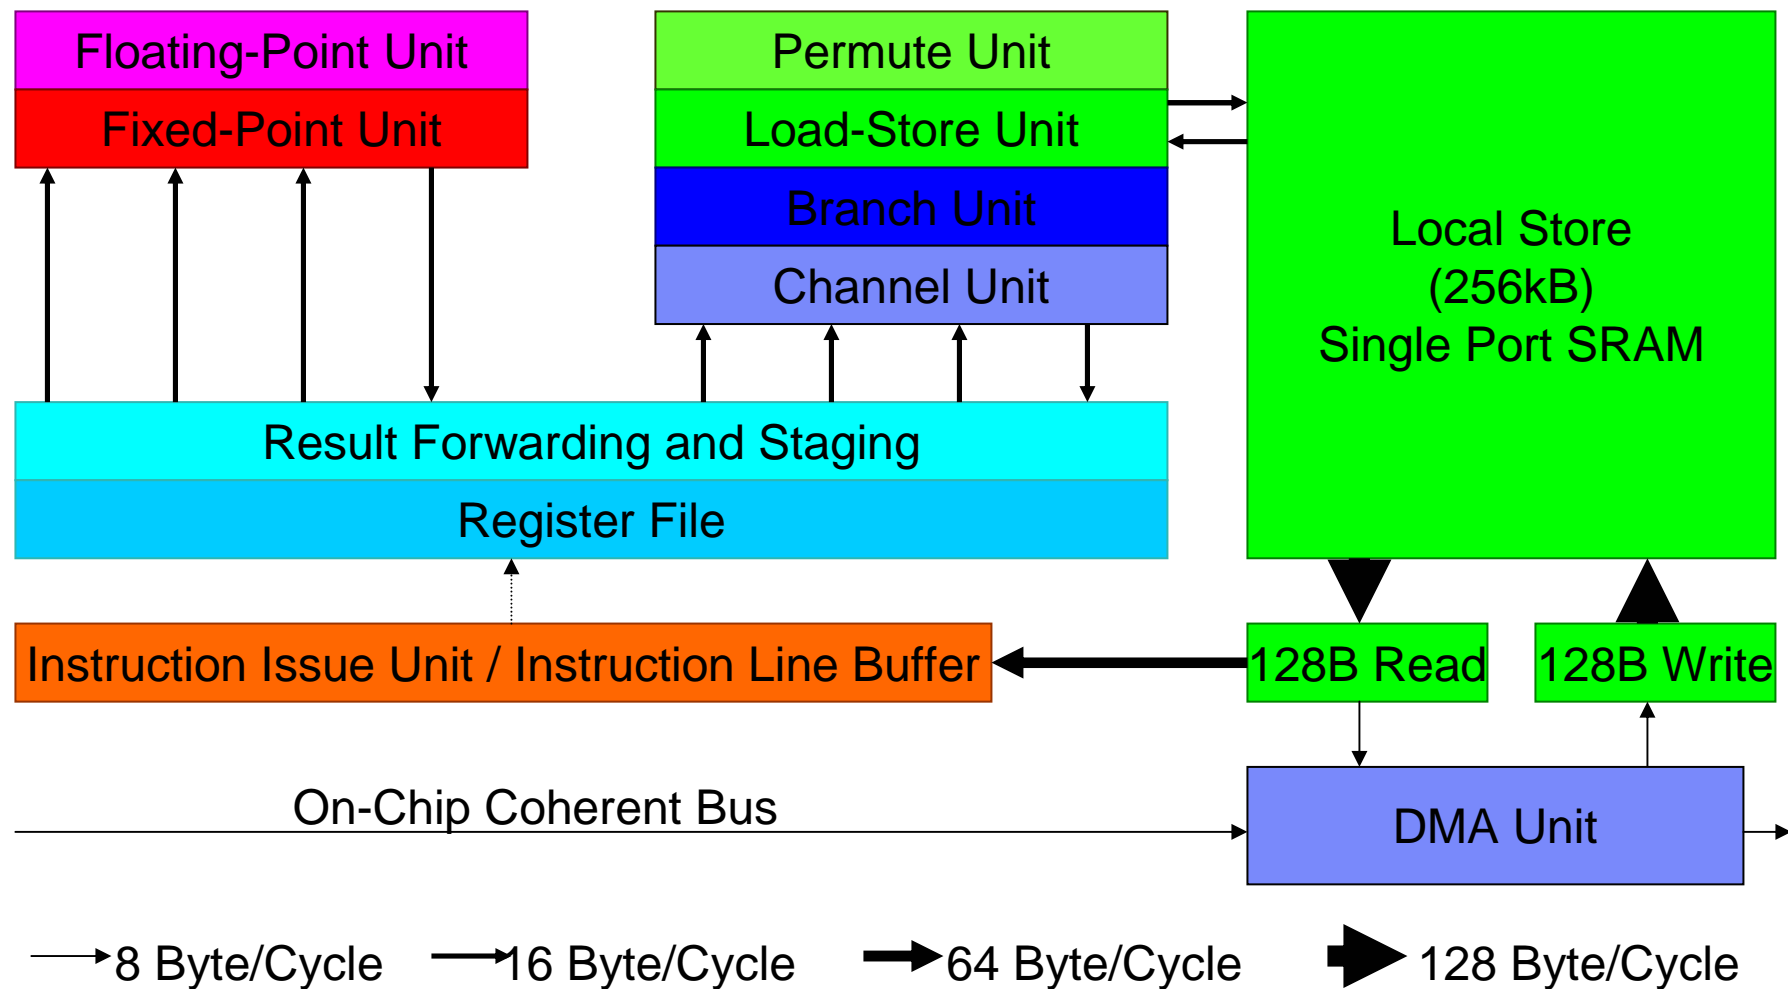 Floating-Point Unit
Fixed-Point Unit
Permute Unit
Load-Store Unit
Branch Unit
Channel Unit
Local Store
(256kB)
Single Port SRAM
Result Forwarding and Staging
Register File
Instruction Issue Unit / Instruction Line Buffer
128B Read
128B Write
On-Chip Coherent Bus
DMA Unit
8 Byte/Cycle
16 Byte/Cycle
64 Byte/Cycle
128 Byte/Cycle